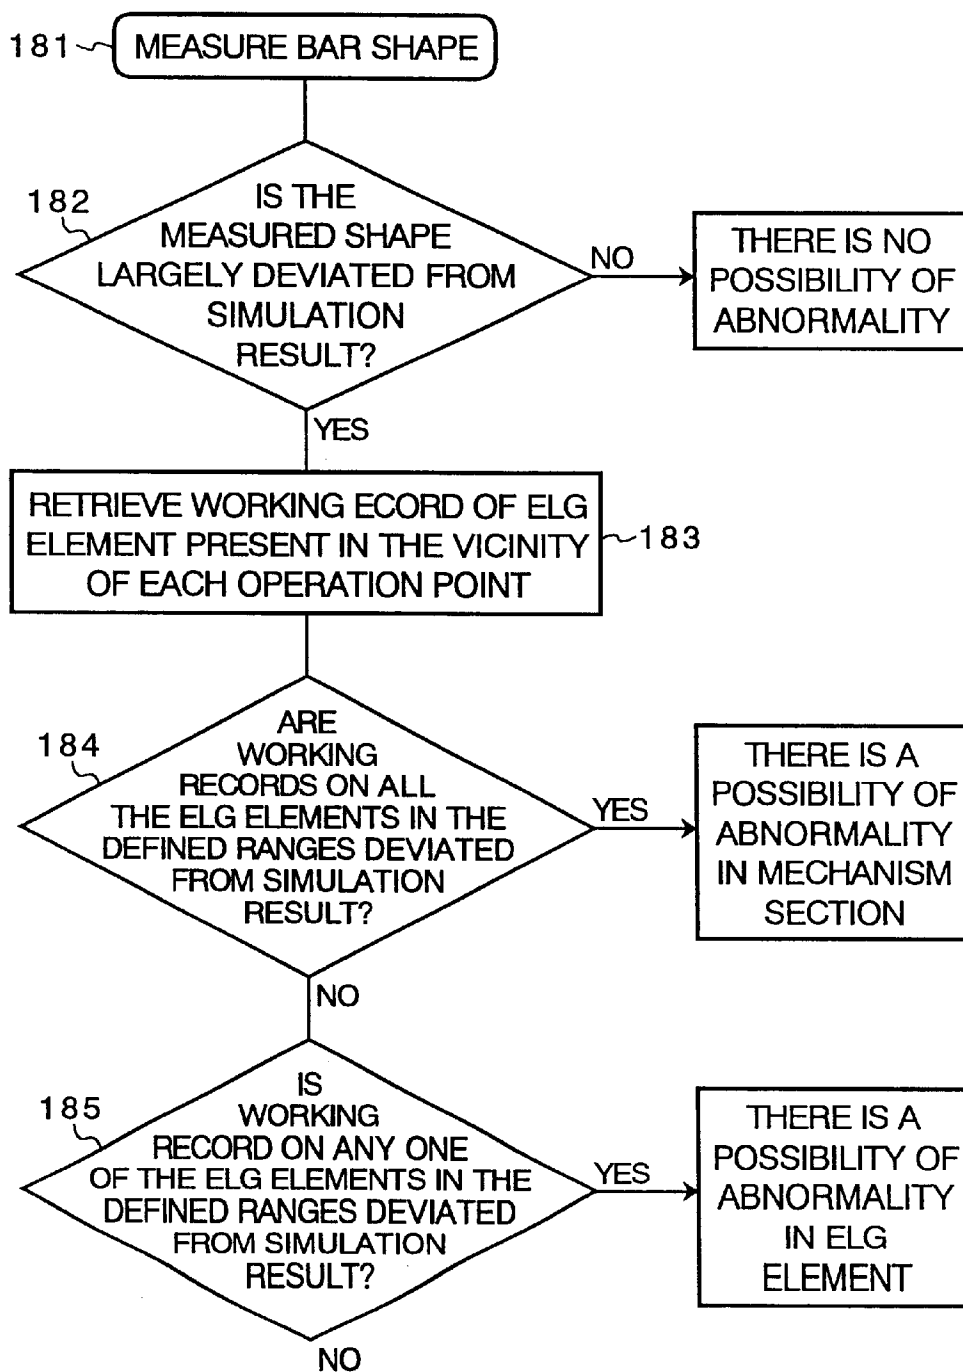 181
MEASURE BAR SHAPE
182
IS THE
MEASURED SHAPE
LARGELY DEVIATED FROM
SIMULATION
RESULT?
NO
THERE IS NO
POSSIBILITY OF
ABNORMALITY
YES
RETRIEVE WORKING ECORD OF ELG
ELEMENT PRESENT IN THE VICINITY
OF EACH OPERATION POINT
183
184
ARE
WORKING
RECORDS ON ALL
THE ELG ELEMENTS IN THE
DEFINED RANGES DEVIATED
FROM SIMULATION
RESULT?
YES
THERE IS A
POSSIBILITY OF
ABNORMALITY
IN MECHANISM
SECTION
NO
185
IS
WORKING
RECORD ON ANY ONE
OF THE ELG ELEMENTS IN THE
DEFINED RANGES DEVIATED
FROM SIMULATION
RESULT?
YES
THERE IS A
POSSIBILITY OF
ABNORMALITY
IN ELG
ELEMENT
NO